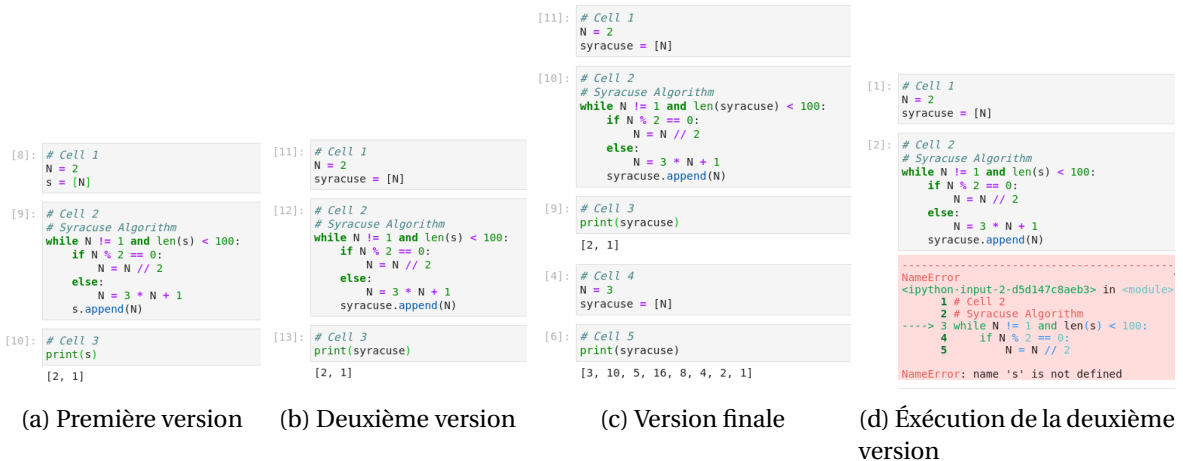 [8]: # Cell 1
N = 2
s = [N]
[9]: # Cell 2
# Syracuse Algorithm
while N != 1 and len(s) < 100:
    if N % 2 == 0:
        N = N // 2
    else:
        N = 3 * N + 1
    s.append(N)
[10]: # Cell 3
print(s)
[2, 1]
(a) Première version
[11]: # Cell 1
N = 2
syracuse = [N]
[12]: # Cell 2
# Syracuse Algorithm
while N != 1 and len(s) < 100:
    if N % 2 == 0:
        N = N // 2
    else:
        N = 3 * N + 1
    syracuse.append(N)
[13]: # Cell 3
print(syracuse)
[2, 1]
(b) Deuxième version
[11]: # Cell 1
N = 2
syracuse = [N]
[10]: # Cell 2
# Syracuse Algorithm
while N != 1 and len(syracuse) < 100:
    if N % 2 == 0:
        N = N // 2
    else:
        N = 3 * N + 1
    syracuse.append(N)
[9]: # Cell 3
print(syracuse)
[2, 1]
[4]: # Cell 4
N = 3
syracuse = [N]
[6]: # Cell 5
print(syracuse)
[3, 10, 5, 16, 8, 4, 2, 1]
(c) Version finale
[1]: # Cell 1
N = 2
syracuse = [N]
[2]: # Cell 2
# Syracuse Algorithm
while N != 1 and len(s) < 100:
    if N % 2 == 0:
        N = N // 2
    else:
        N = 3 * N + 1
    syracuse.append(N)
NameError
<ipython-input-2-d5d147c8aeb3> in <module>
1 # Cell 2
2 # Syracuse Algorithm
----> 3 while N != 1 and len(s) < 100:
4     if N % 2 == 0:
5         N = N // 2
NameError: name 's' is not defined
(d) Éxécution de la deuxième
version